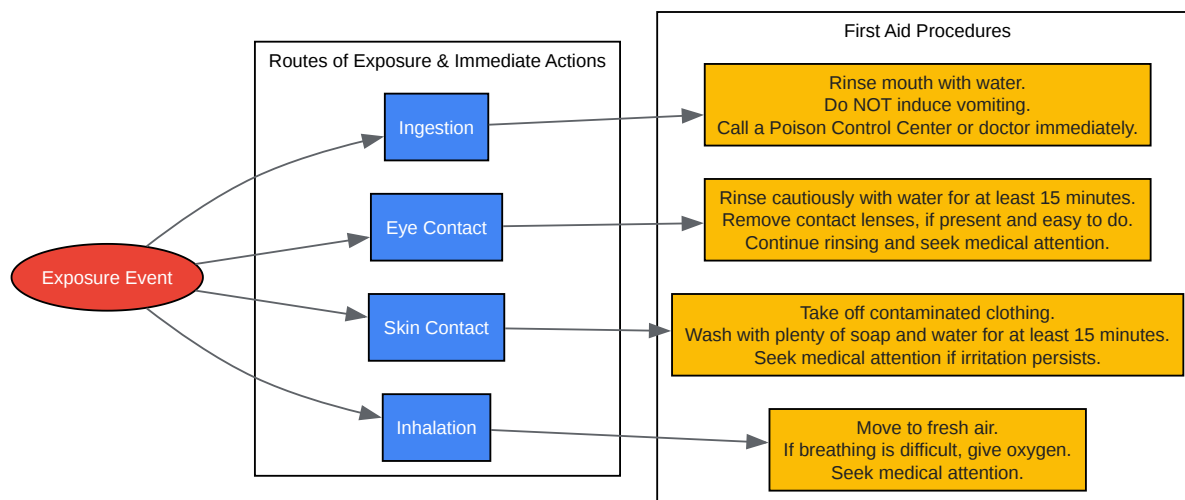 First Aid Procedures
Routes of Exposure & Immediate Actions
Exposure Event
Ingestion
Rinse mouth with water.
Do NOT induce vomiting.
Call a Poison Control Center or doctor immediately.
Eye Contact
Rinse cautiously with water for at least 15 minutes.
Remove contact lenses, if present and easy to do.
Continue rinsing and seek medical attention.
Skin Contact
Take off contaminated clothing.
Wash with plenty of soap and water for at least 15 minutes.
Seek medical attention if irritation persists.
Inhalation
Move to fresh air.
If breathing is difficult, give oxygen.
Seek medical attention.